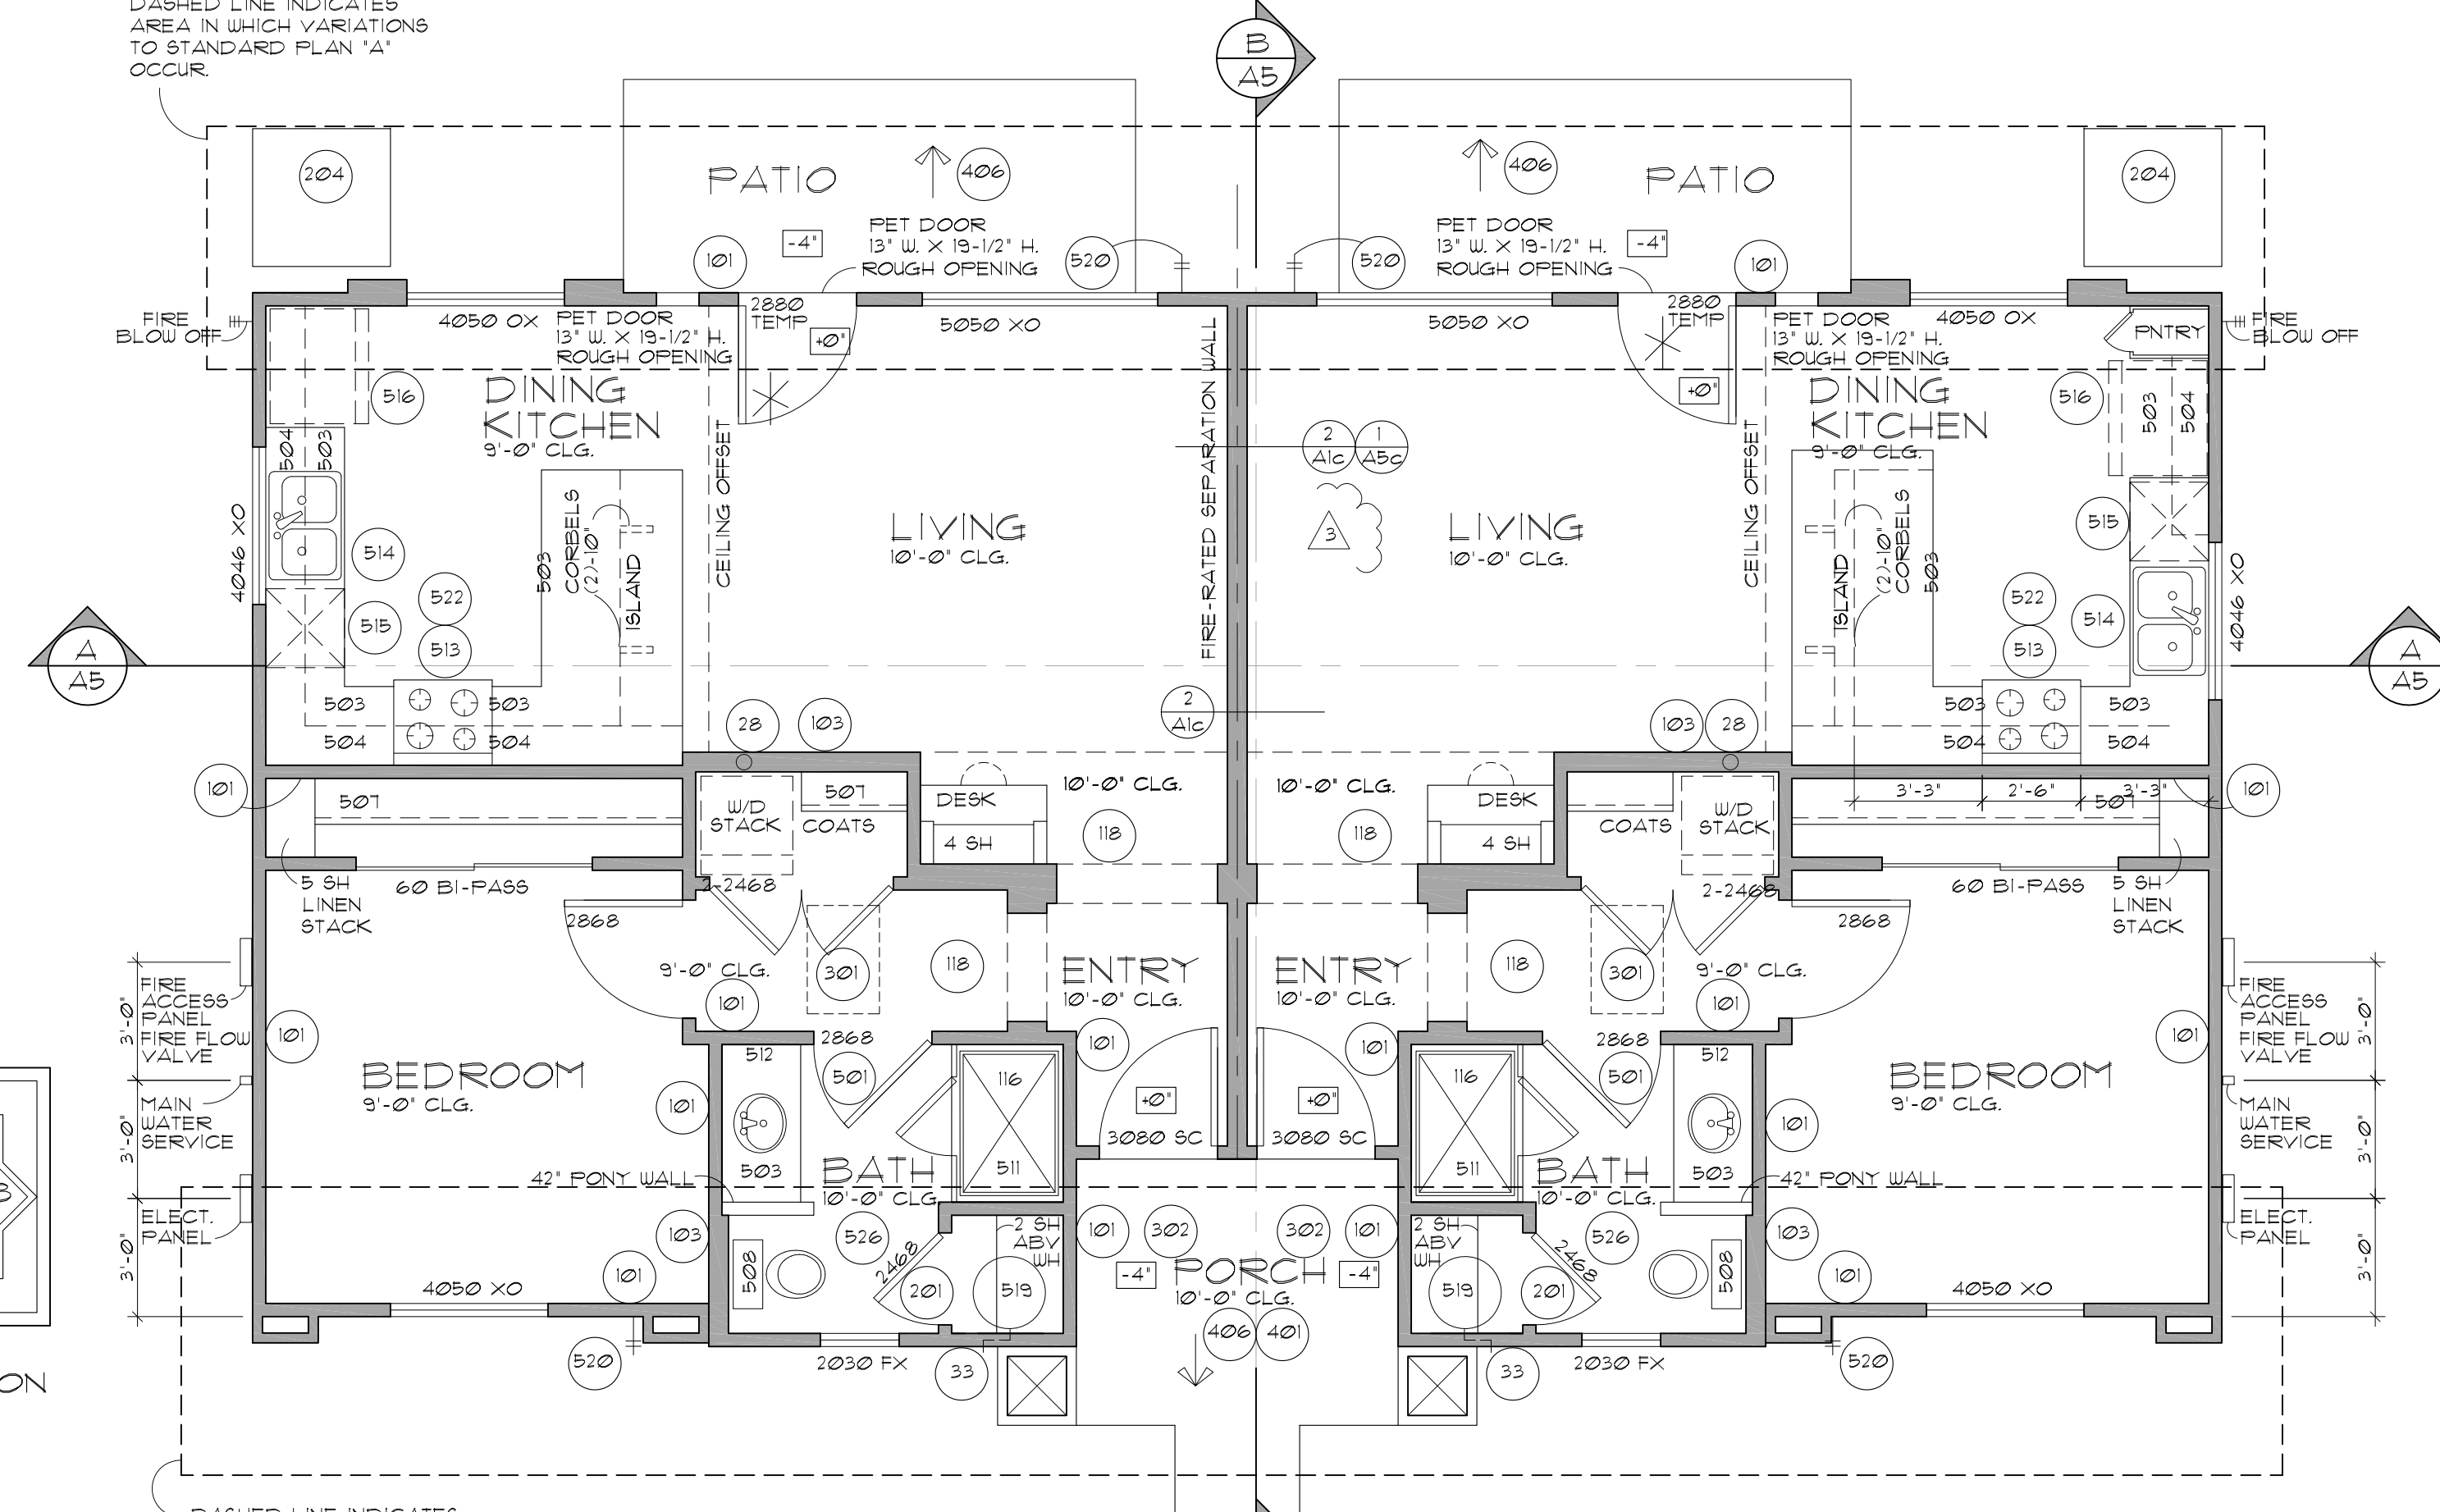 DASHED LINE INDICATES
AREA IN WHICH VARIATIONS
TO STANDARD PLAN "A"
OCCUR.
B
A5
204
PATIO
406
406
PATIO
204
PET DOOR
13" W. X 19-1/2" H.
ROUGH OPENING
-4"
101
520
PET DOOR
13" W. X 19-1/2" H.
ROUGH OPENING
-4"
520
101
FIRE
BLOW OFF
4050 OX
PET DOOR
13" W. X 19-1/2" H.
ROUGH OPENING
2880
TEMP
+0"
5050 XO
5050 XO
2880
TEMP
+0"
PET DOOR
13" W. X 19-1/2" H.
ROUGH OPENING
4050 OX
PNTRY
FIRE
BLOW OFF
516
DINING
KITCHEN
9'-0" CLG.
504
503
CEILING OFFSET
FIRE-RATED SEPARATION WALL
2
A1c
1
A5c
3
CEILING OFFSET
DINING
KITCHEN
9'-0" CLG.
516
503
504
4046 XO
514
522
515
513
503
CORBELS
(2)-10"
ISLAND
LIVING
10'-0" CLG.
LIVING
10'-0" CLG.
ISLAND
(2)-10"
CORBELS
503
515
522
514
513
4046 XO
A
A5
A
A5
503
503
504
504
28
103
2
A1c
103
28
503
503
504
504
101
507
W/D
STACK
507
COATS
DESK
4 SH
10'-0" CLG.
118
10'-0" CLG.
118
DESK
4 SH
COATS
W/D
STACK
3'-3"
2'-6"
3'-3"
507
101
5 SH
LINEN
STACK
60 BI-PASS
2-2468
2868
2-2468
2868
60 BI-PASS
5 SH
LINEN
STACK
9'-0" CLG.
301
101
118
ENTRY
10'-0" CLG.
ENTRY
10'-0" CLG.
118
301
9'-0" CLG.
101
3'-0"
FIRE
ACCESS
PANEL
FIRE FLOW
VALVE
101
FIRE
ACCESS
PANEL
FIRE FLOW
VALVE
3'-0"
101
BEDROOM
9'-0" CLG.
101
512
2868
501
116
101
101
116
2868
501
512
BEDROOM
9'-0" CLG.
101
3'-0"
MAIN
WATER
SERVICE
+0"
3080 SC
+0"
3080 SC
MAIN
WATER
SERVICE
3'-0"
42" PONY WALL
503
BATH
10'-0" CLG.
511
511
BATH
10'-0" CLG.
503
42" PONY WALL
3'-0"
ELECT.
PANEL
103
101
508
526
2468
201
2 SH
ABV
WH
519
101
302
302
101
-4"
PORCH
10'-0" CLG.
-4"
406
401
2 SH
ABV
WH
519
201
2468
526
508
103
101
ELECT.
PANEL
3'-0"
4050 XO
520
2030 FX
33
33
2030 FX
4050 XO
520
ON
DASHED LINE INDICATES